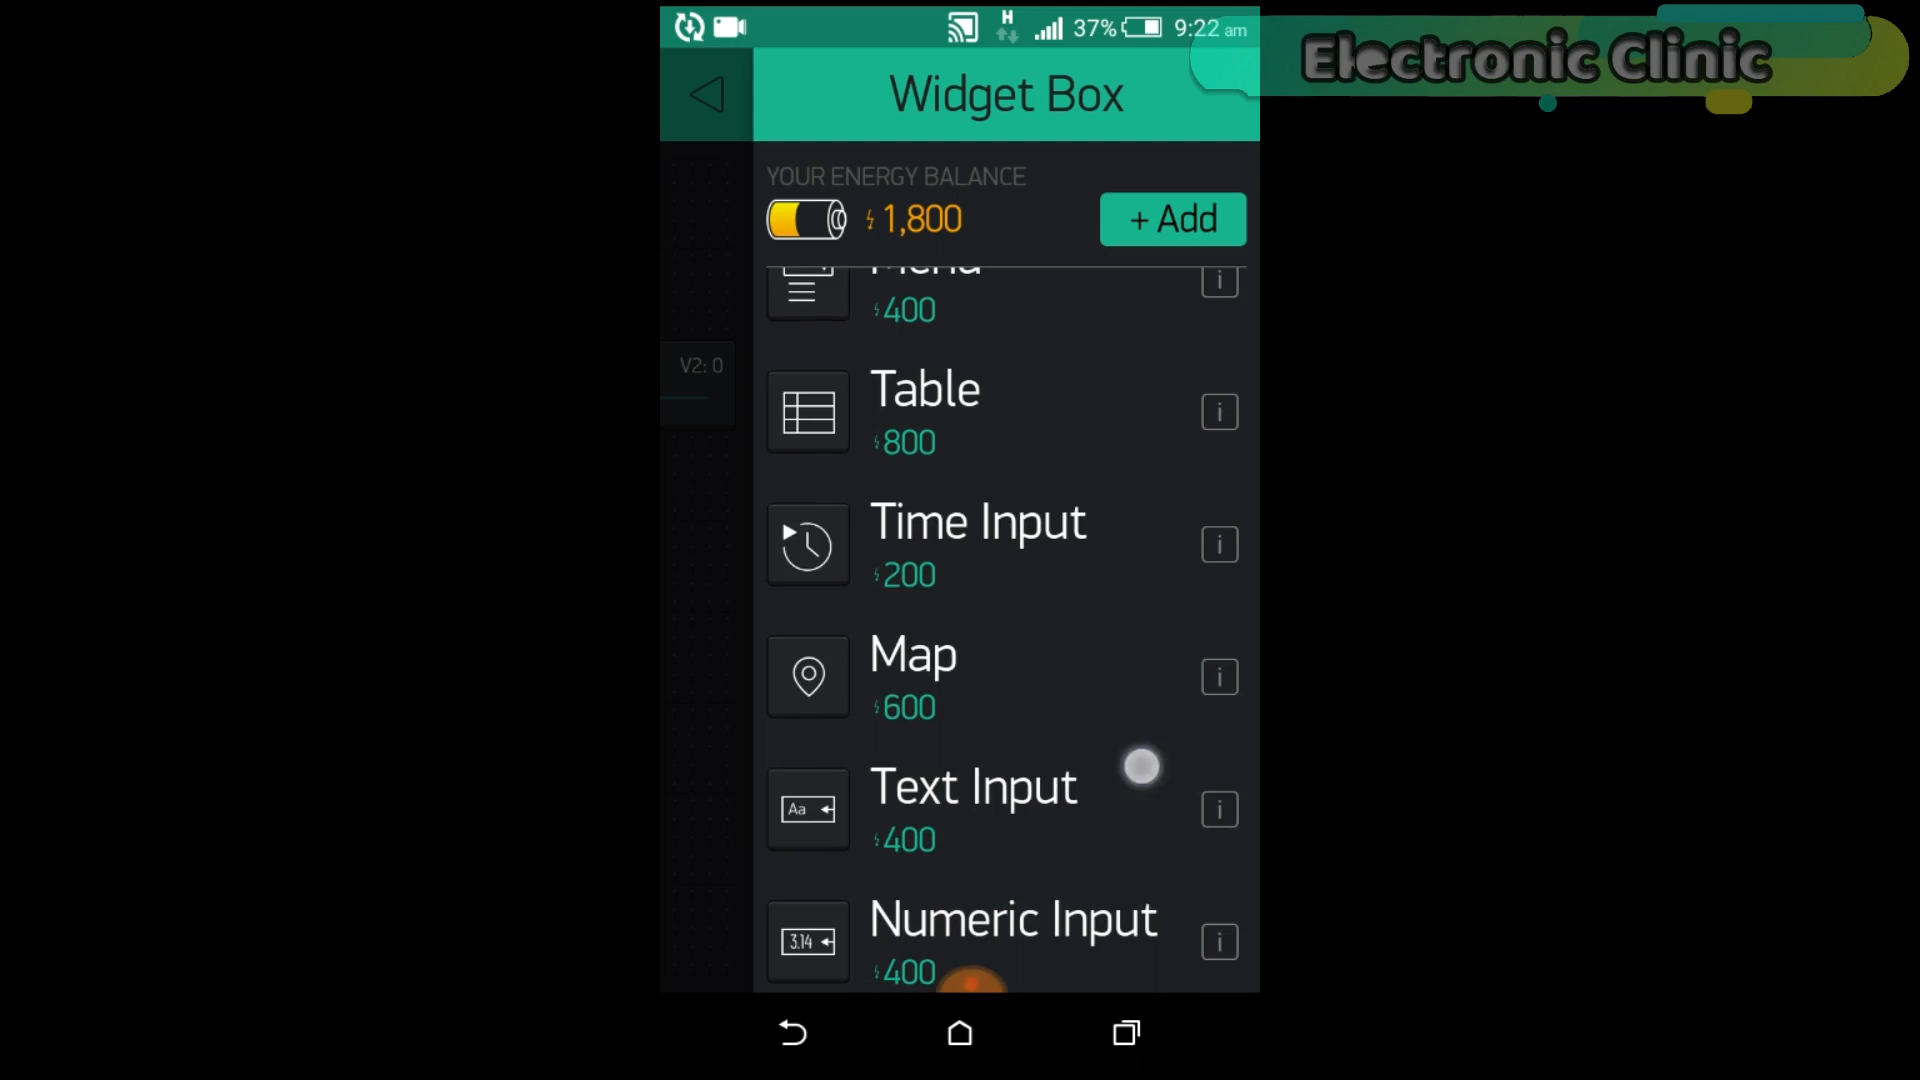 H 37% 9:22 am
Electronic Clinic
Widget Box
YOUR ENERGY BALANCE
1,800
+ Add
Menu
400
V2: 0
Table
800
Time Input
200
Map
600
Aa
Text Input
400
3.14
Numeric Input
400